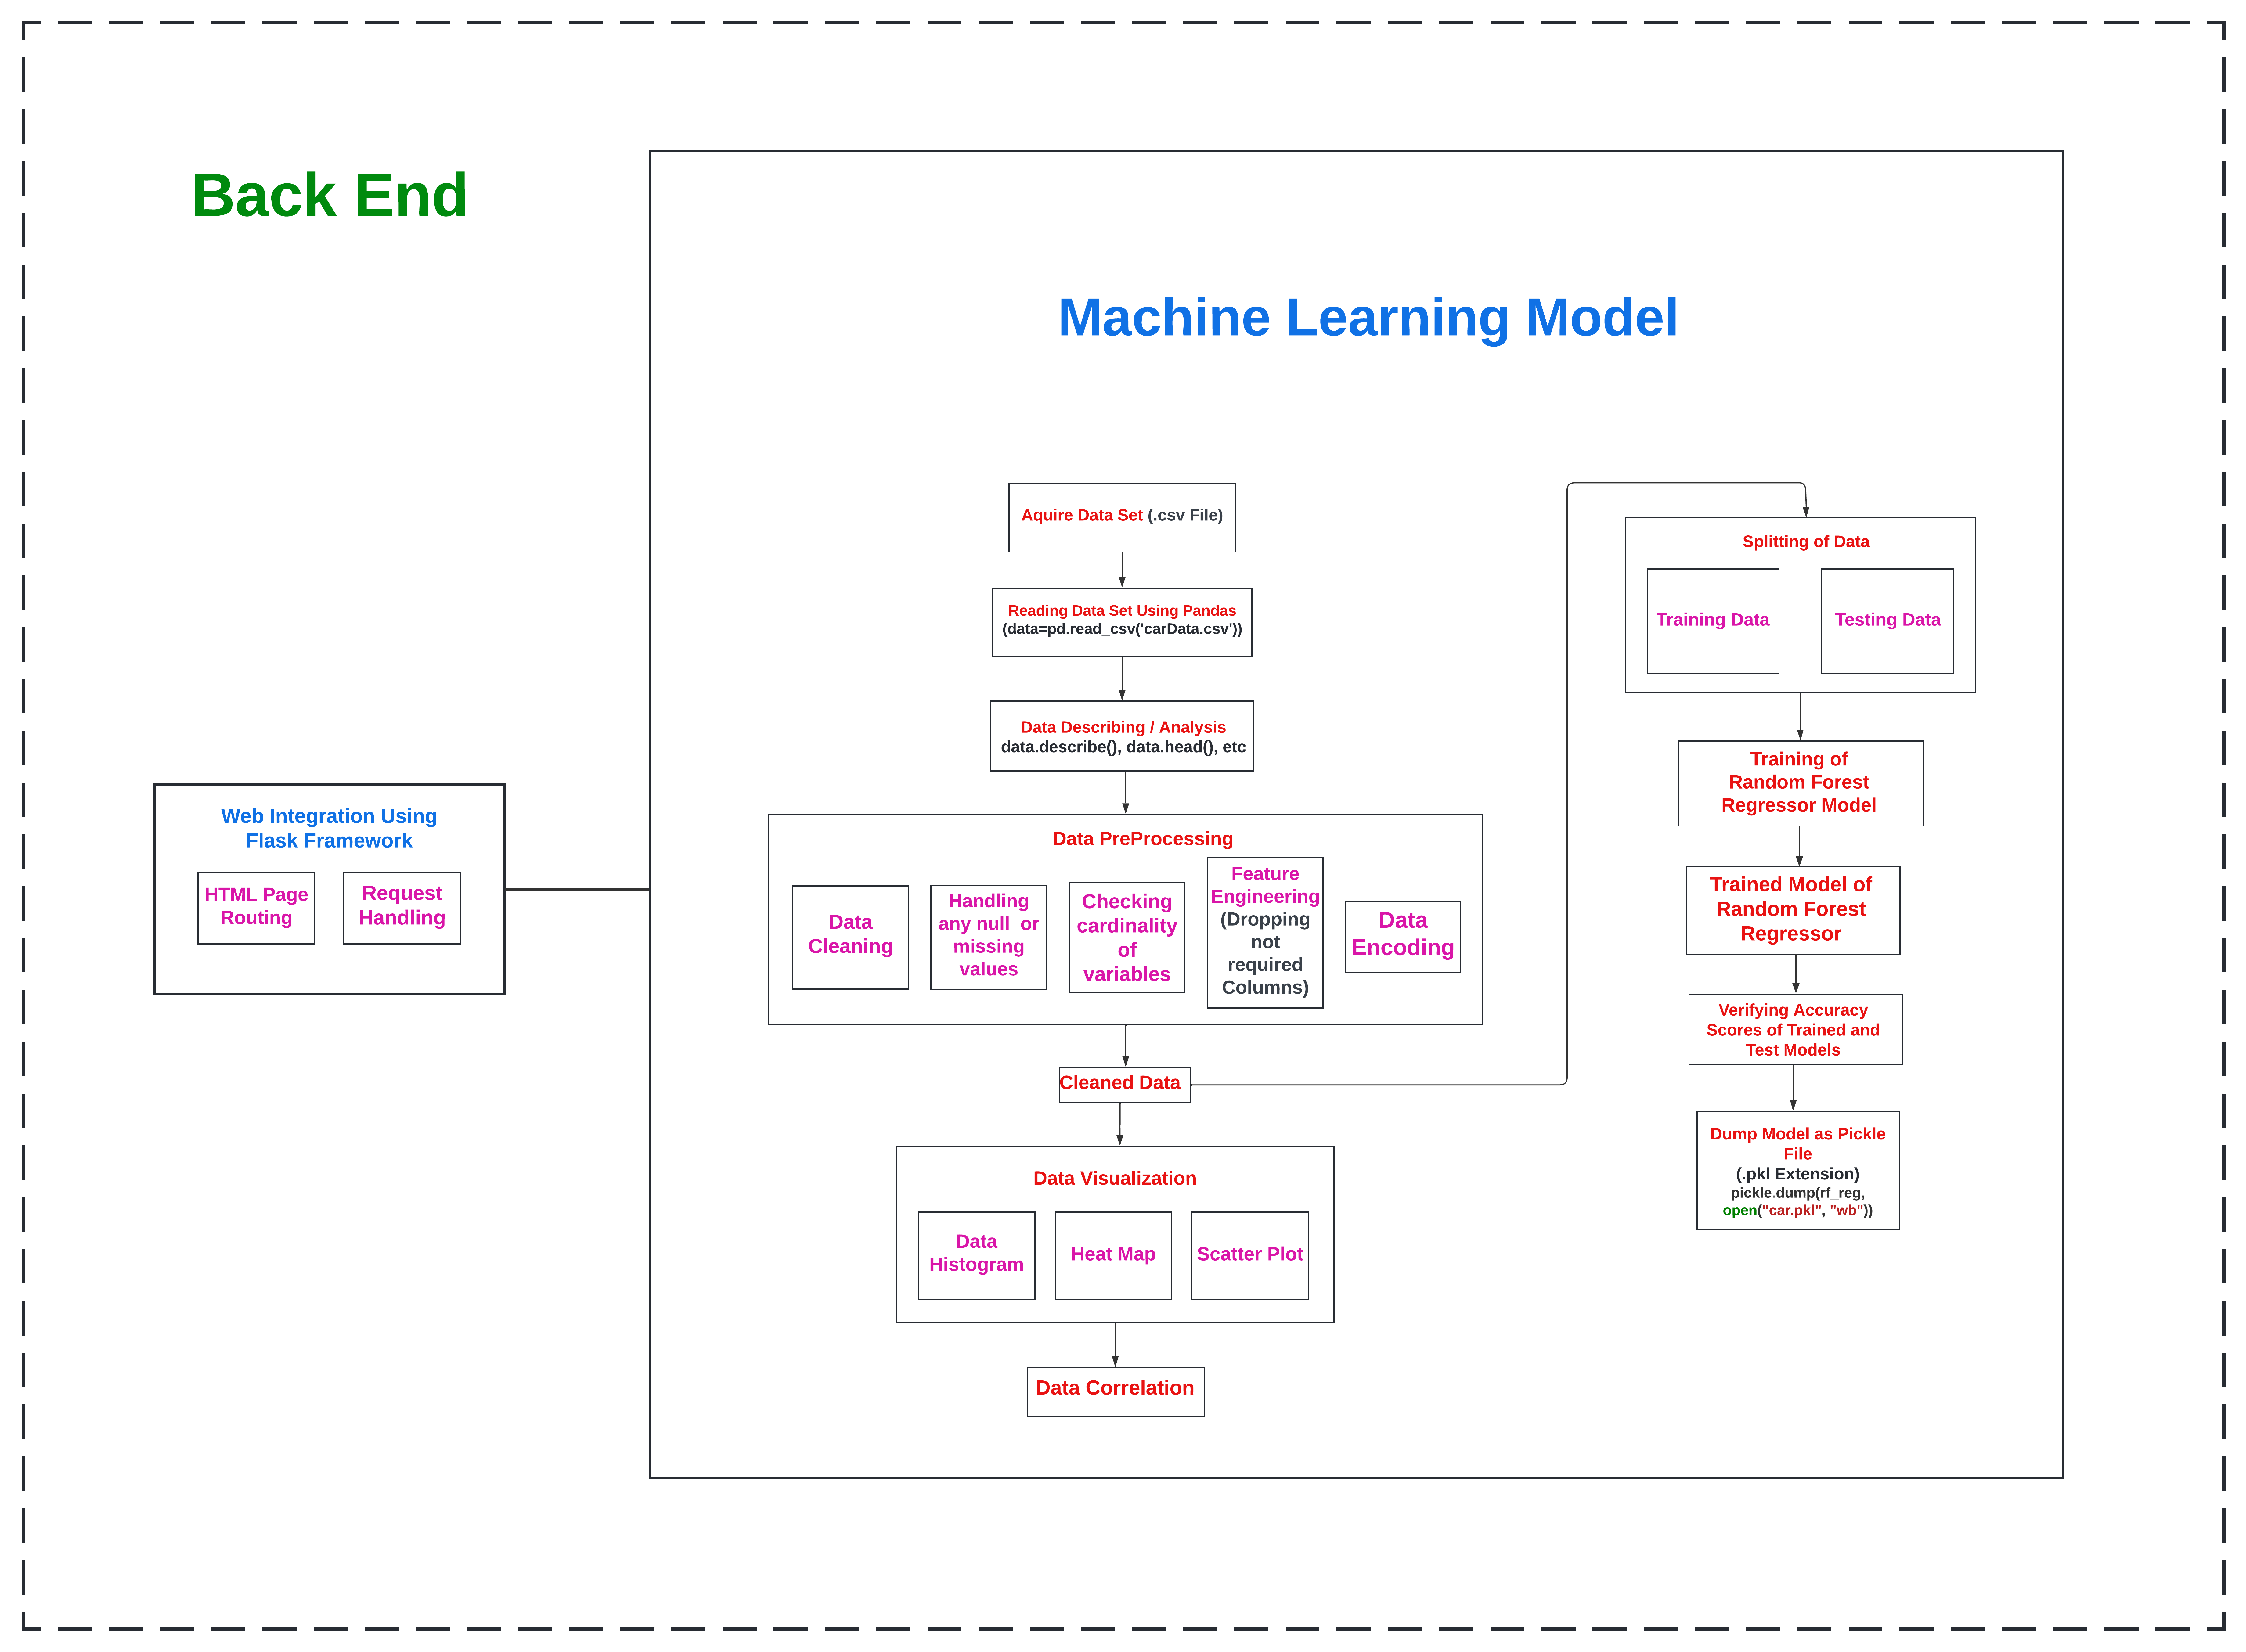 Back End
Machine Learning Model
Web Integration Using
Flask Framework
HTML Page
Routing
Request
Handling
Aquire Data Set (.csv File)
Reading Data Set Using Pandas
(data=pd.read_csv('carData.csv'))
Data Describing / Analysis
data.describe(), data.head(), etc
Data PreProcessing
Data
Cleaning
Handling
any null or
missing
values
Checking
cardinality
of
variables
Feature
Engineering
(Dropping
not
required
Columns)
Data
Encoding
Cleaned Data
Data Visualization
Data
Histogram
Heat Map
Scatter Plot
Data Correlation
Splitting of Data
Training Data
Testing Data
Training of
Random Forest
Regressor Model
Trained Model of
Random Forest
Regressor
Verifying Accuracy
Scores of Trained and
Test Models
Dump Model as Pickle
File
(.pkl Extension)
pickle.dump(rf_reg,
open("car.pkl", "wb"))